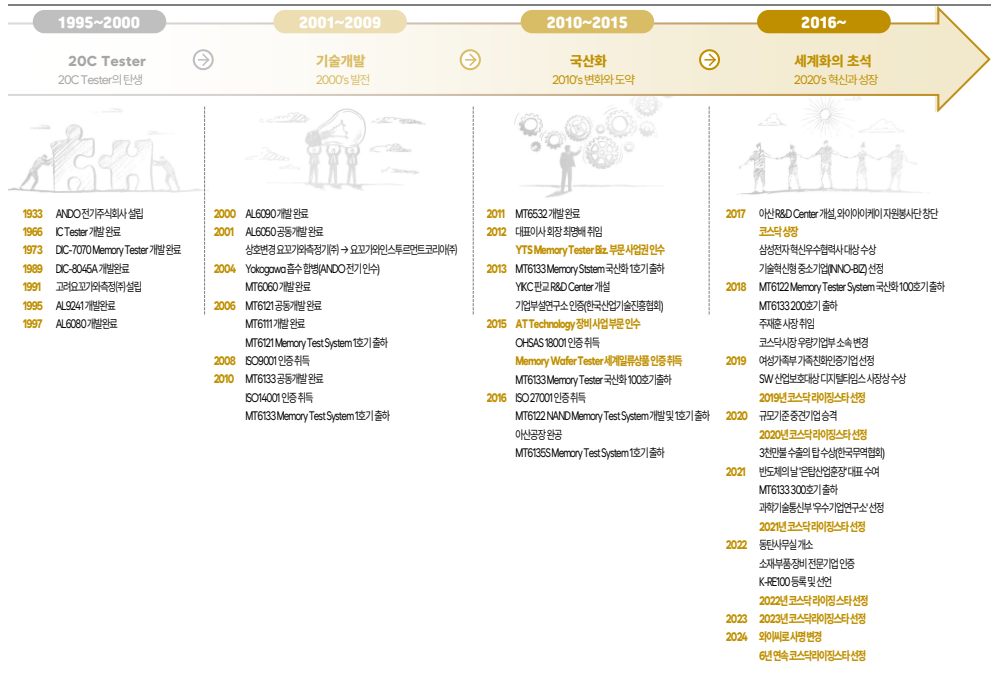 1995~2000
20C Tester
20C Tester의 탄생
1933 ANDO 전기주식회사 설립
1966 IC Tester 개발 완료
1973 DIC-7070 Memory Tester 개발 완료
1989 DIC-8045A 개발완료
1991 고려요꼬가와측정(주) 설립
1995 AL9241 개발완료
1997 AL6080 개발완료
2001~2009
기술개발
2000's 발전
2000 AL6090 개발 완료
2001 AL6050 공동개발 완료
상호변경 요꼬가와측정기(주) → 요꼬가와인스투르먼트코리아(주)
2004 Yokogawa 흡수 합병(ANDO 전기 인수)
MT6060 개발 완료
2006 MT6121 공동개발 완료
MT6111 개발 완료
MT6121 Memory Test System 1호기 출하
2008 ISO9001 인증 취득
2010 MT6133 공동개발 완료
ISO14001 인증 취득
MT6133 Memory Test System 1호기 출하
2010~2015
국산화
2010's 변화와 도약
2011 MT6532 개발 완료
2012 대표이사 회장 최명배 취임
YTS Memory Tester Biz. 부문 사업권 인수
2013 MT6133 Memory Ststem 국산화 1호기 출하
YIKC 판교 R&D Center 개설
기업부설연구소 인증(한국산업기술진흥협회)
2015 AT Technology 장비 사업 부문 인수
OHSAS 18001 인증 취득
Memory Wafer Tester 세계일류상품 인증 취득
MT6133 Memory Tester 국산화 100호기 출하
2016 ISO 27001 인증 취득
MT6122 NAND Memory Test System 개발 및 1호기 출하
아산공장 완공
MT6135S Memory Test System 1호기 출하
2016~
세계화의 초석
2020's 혁신과 성장
2017 아산 R&D Center 개설, 와이아이케이 자원봉사단 창단
코스닥 상장
삼성전자 혁신우수협력사 대상 수상
기술혁신형 중소기업(INNO-BIZ) 선정
2018 MT6122 Memory Tester System 국산화 100호기 출하
MT6133 200호기 출하
주재훈 사장 취임
코스닥시장 우량기업부 소속 변경
2019 여성가족부 가족친화인증기업 선정
SW 산업보호대상 디지털타임스 사장상 수상
2019년 코스닥 라이징스타 선정
2020 규모기준 중견기업 승격
2020년 코스닥 라이징스타 선정
3천만불 수출의 탑 수상(한국무역협회)
2021 반도체의 날 '은탑산업훈장' 대표 수여
MT6133 300호기 출하
과학기술통신부 '우수기업연구소' 선정
2021년 코스닥 라이징스타 선정
2022 동탄사무실 개소
소재·부품·장비 전문기업 인증
K-RE100 등록 및 선언
2022년 코스닥 라이징 스타 선정
2023 2023년 코스닥 라이징스타 선정
2024 와이씨로 사명 변경
6년 연속 코스닥라이징스타 선정